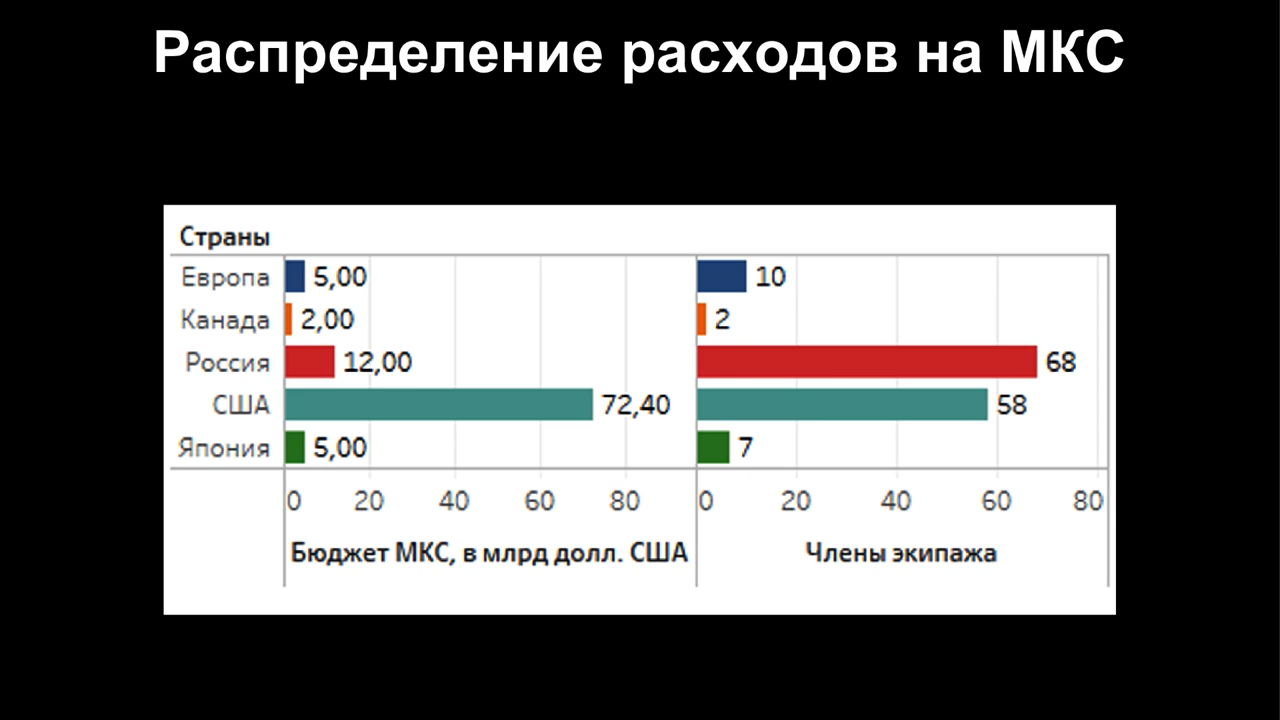 Распределение расходов на МКС
Страны
Европа 5,00 10
Канада 2,00 2
Россия 12,00 68
США 72,40 58
Япония 5,00 7
0 20 40 60 80 0 20 40 60 80
Бюджет МКС, в млрд долл. США Члены экипажа